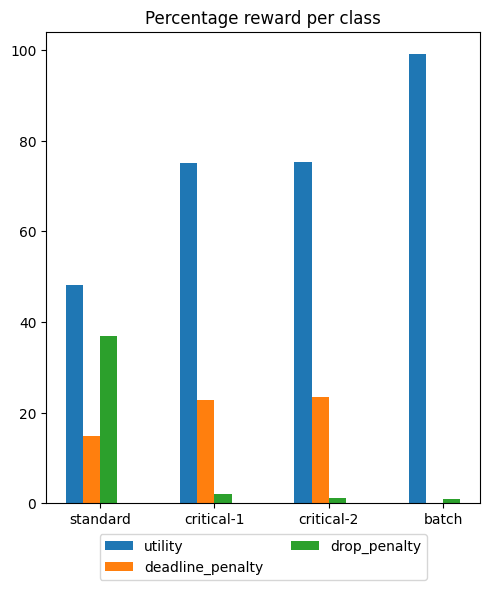 Percentage reward per class
100
80
60
40
20
0
standard critical-1 critical-2 batch
utility drop_penalty
deadline_penalty